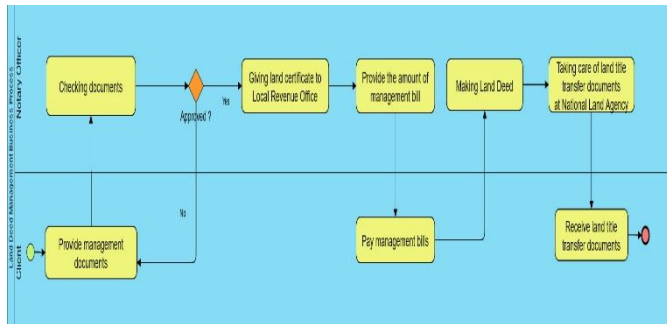 Land Deed Management Business Process
Notary Officer
Checking documents
Approved ?
Yes
Giving land certificate to
Local Revenue Office
Provide the amount of
management bill
Making Land Deed
Taking care of land title
transfer documents
at National Land Agency
Client
No
Provide management
documents
Pay management bills
Receive land title
transfer documents